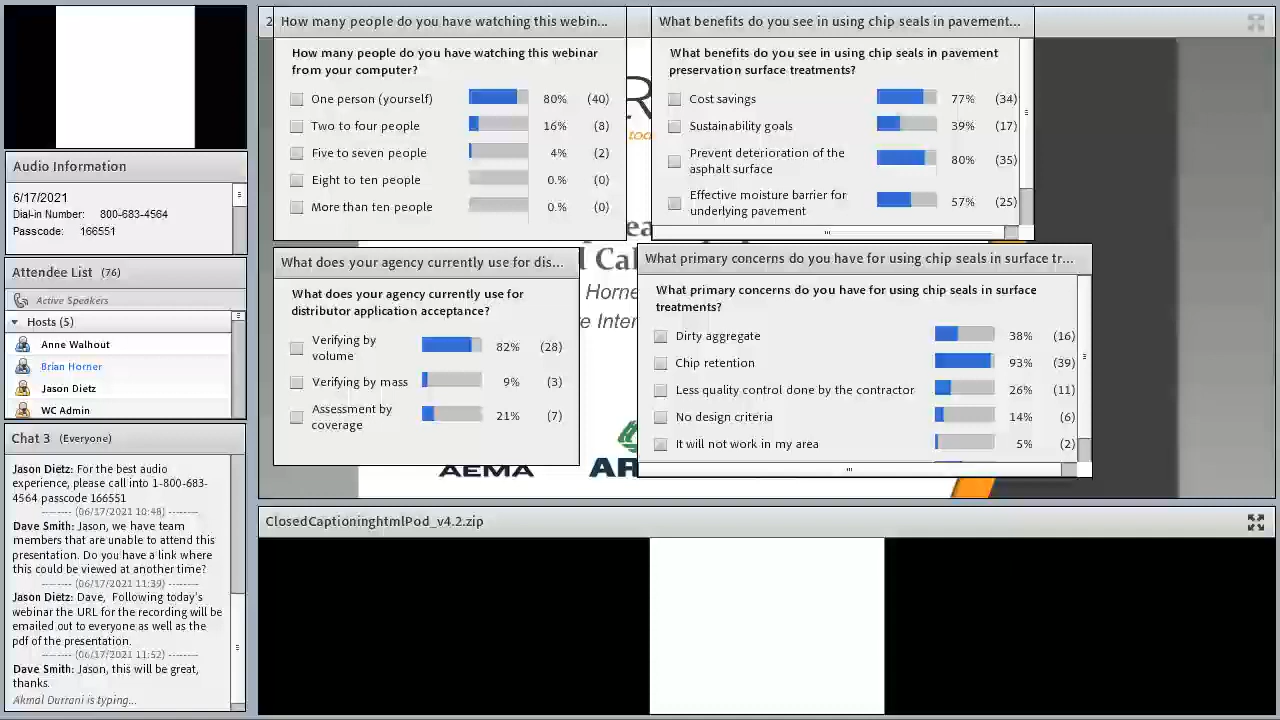 Audio Information
6/17/2021
Dial-in Number: 800-683-4564
Passcode: 166551
Attendee List (76)
Active Speakers
Hosts (5)
Anne Walhout
Brian Horner
Jason Dietz
WC Admin
Chat 3 (Everyone)
Jason Dietz: For the best audio
experience, please call into 1-800-683-
4564 passcode 166551
-------- (06/17/2021 10:48) --------
Dave Smith: Jason, we have team
members that are unable to attend this
presentation. Do you have a link where
this could be viewed at another time?
-------- (06/17/2021 11:39) --------
Jason Dietz: Dave, Following today's
webinar the URL for the recording will be
emailed out to everyone as well as the
pdf of the presentation.
-------- (06/17/2021 11:52) --------
Dave Smith: Jason, this will be great,
thanks.
Akmal Durrani is typing...
2
How many people do you have watching this webin...
How many people do you have watching this webinar
from your computer?
One person (yourself) 80% (40)
Two to four people 16% (8)
Five to seven people 4% (2)
Eight to ten people 0.% (0)
More than ten people 0.% (0)
What benefits do you see in using chip seals in pavement...
What benefits do you see in using chip seals in pavement
preservation surface treatments?
Cost savings 77% (34)
Sustainability goals 39% (17)
Prevent deterioration of the
asphalt surface 80% (35)
Effective moisture barrier for
underlying pavement 57% (25)
What does your agency currently use for dis...
What does your agency currently use for
distributor application acceptance?
Verifying by
volume 82% (28)
Verifying by mass 9% (3)
Assessment by
coverage 21% (7)
What primary concerns do you have for using chip seals in surface tr...
What primary concerns do you have for using chip seals in surface
treatments?
Dirty aggregate 38% (16)
Chip retention 93% (39)
Less quality control done by the contractor 26% (11)
No design criteria 14% (6)
It will not work in my area 5% (2)
R
tod
d Cal
Horne
e Inter
AEMA
AR
ClosedCaptioninghtmlPod_v4.2.zip